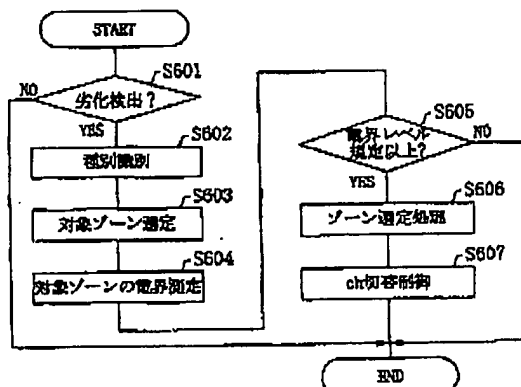 START
S601
NO
劣化検出?
YES
S602
種別識別
S603
対象ゾーン選定
S604
対象ゾーンの電界測定
S605
電界レベル
規定以上?
NO
YES
S606
ゾーン選定処理
S607
ch切替制御
END